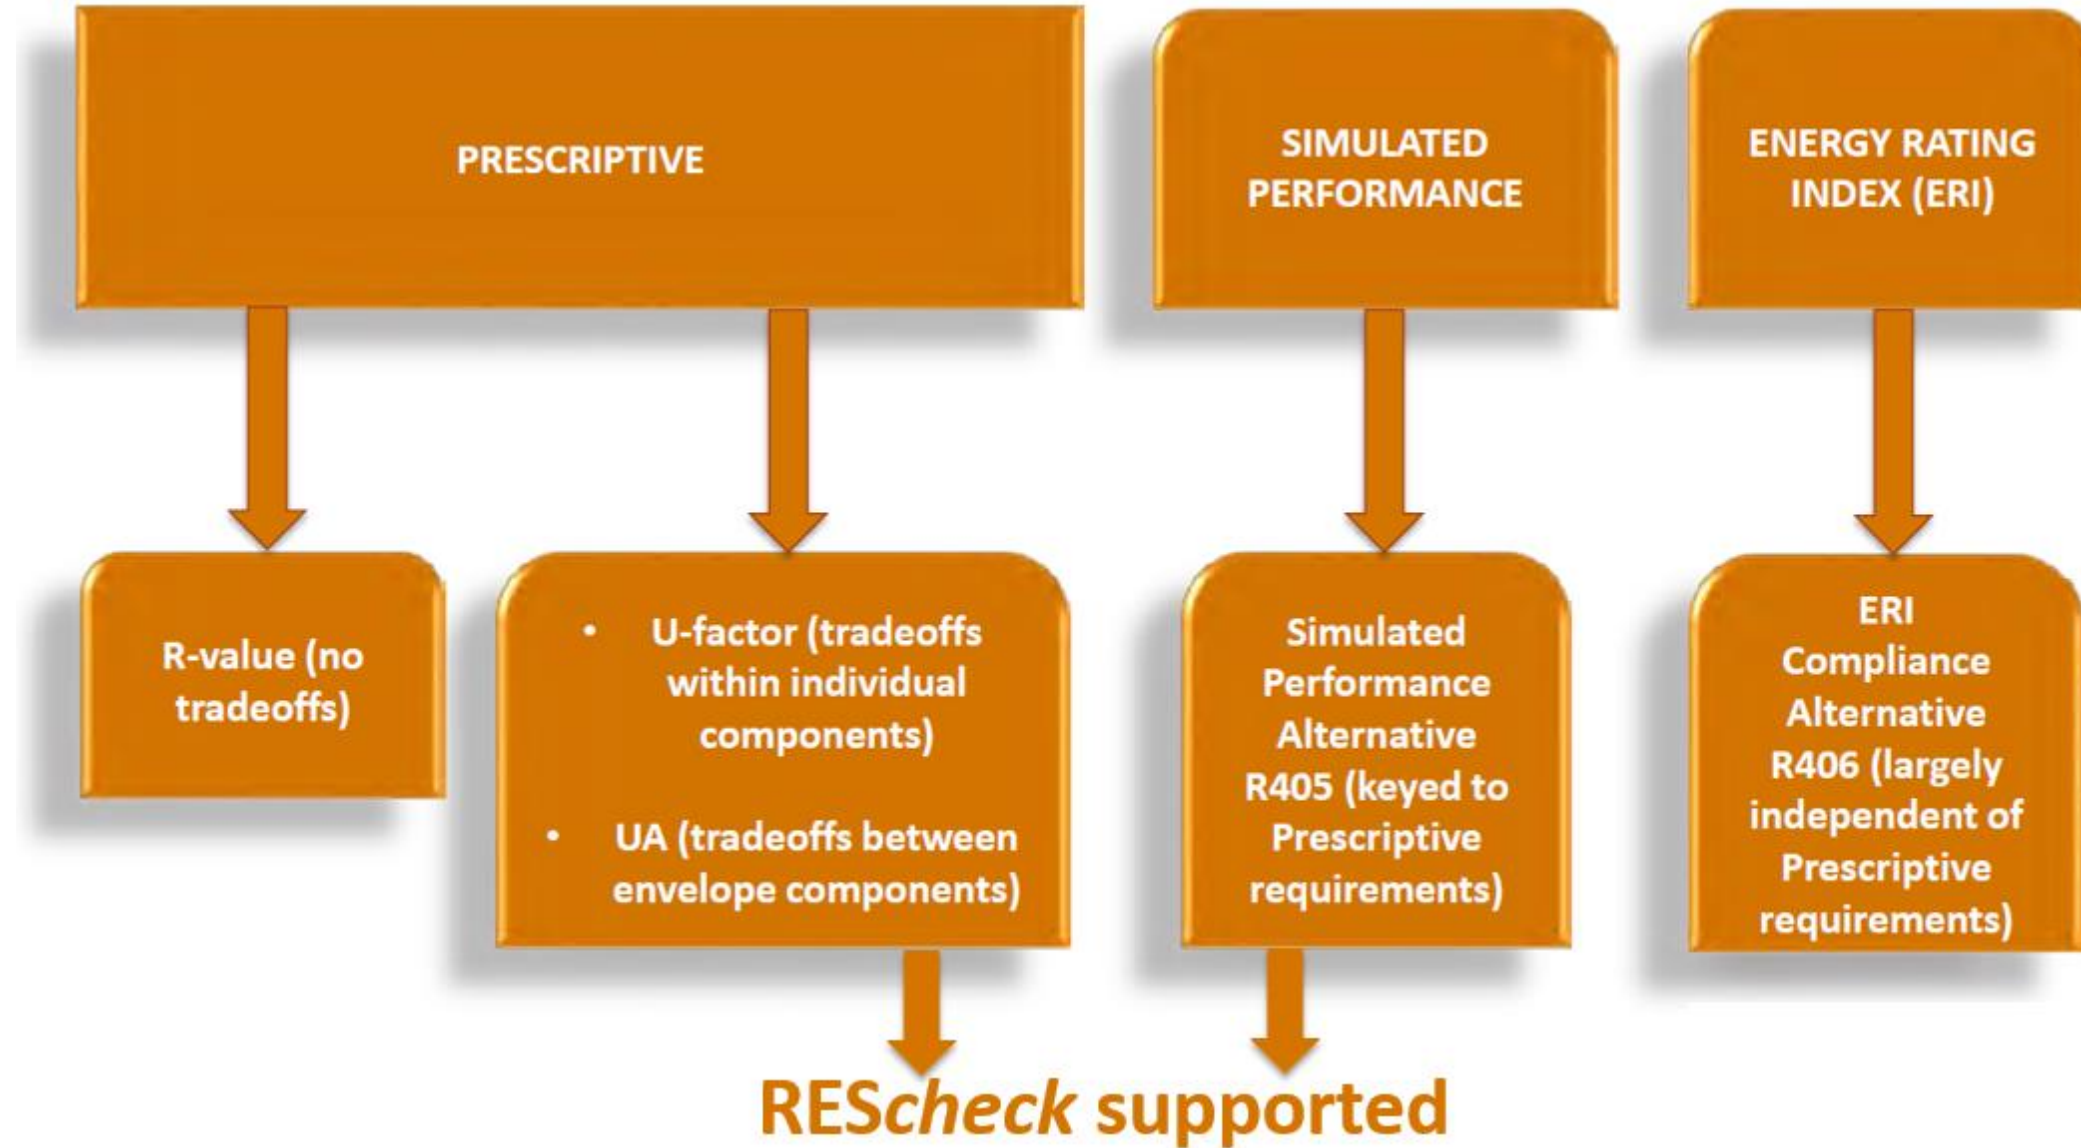 PRESCRIPTIVE
SIMULATED
PERFORMANCE
ENERGY RATING
INDEX (ERI)
R-value (no
tradeoffs)
• U-factor (tradeoffs
within individual
components)
• UA (tradeoffs between
envelope components)
Simulated
Performance
Alternative
R405 (keyed to
Prescriptive
requirements)
ERI
Compliance
Alternative
R406 (largely
independent of
Prescriptive
requirements)
REScheck supported